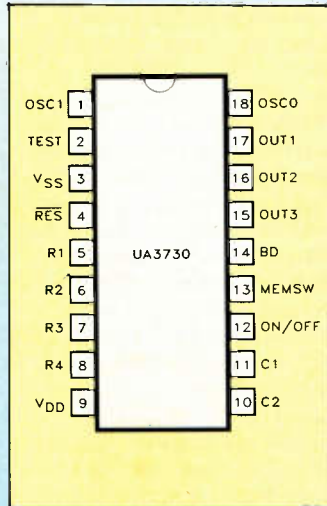 OSC1 1 18 OSCO
TEST 2 17 OUT1
VSS 3 16 OUT2
RES 4 15 OUT3
R1 5 14 BD
UA3730
R2 6 13 MEMSW
R3 7 12 ON/OFF
R4 8 11 C1
VDD 9 10 C2